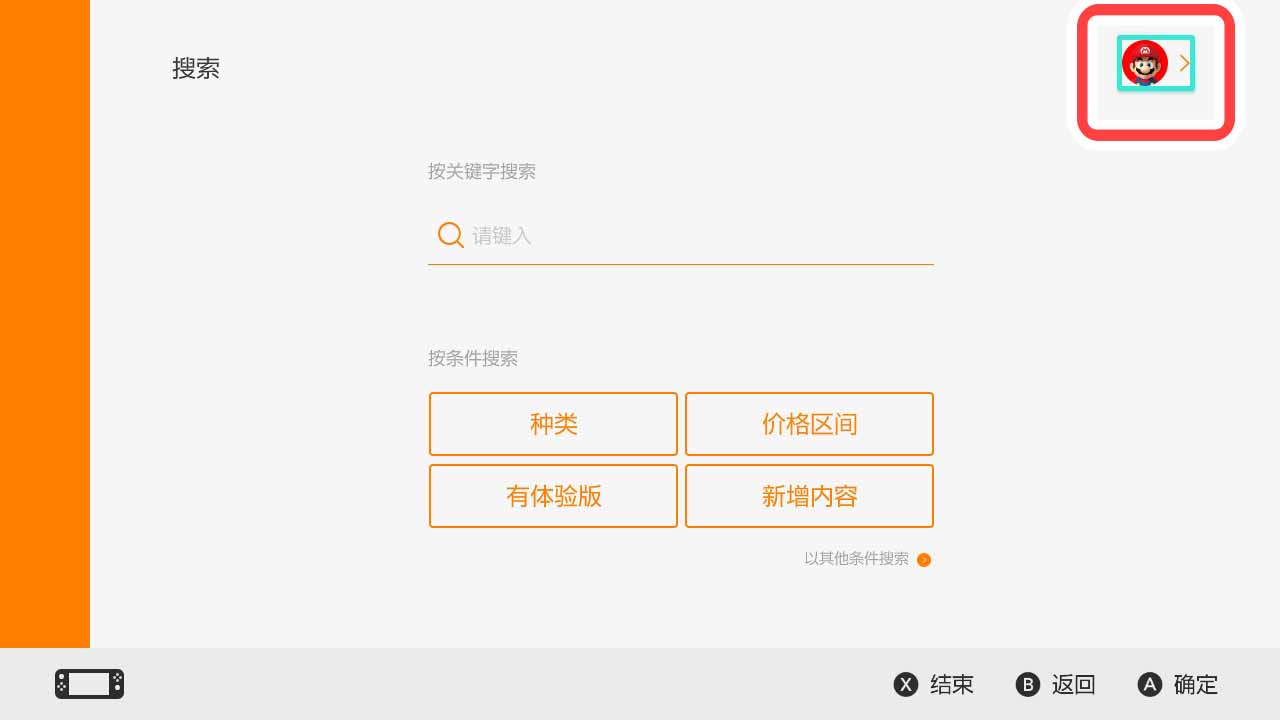 搜索
按关键字搜索
请键入
按条件搜索
种类 价格区间
有体验版 新增内容
以其他条件搜索
X 结束 B 返回 A 确定